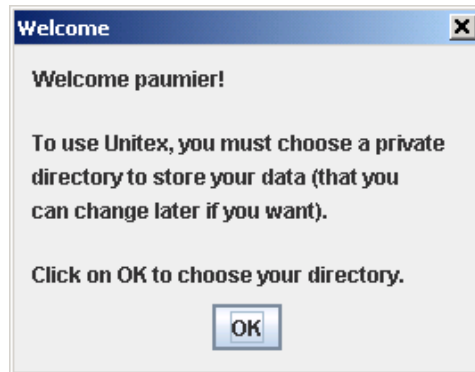 Welcome
Welcome paumier!
To use Unitex, you must choose a private
directory to store your data (that you
can change later if you want).
Click on OK to choose your directory.
OK